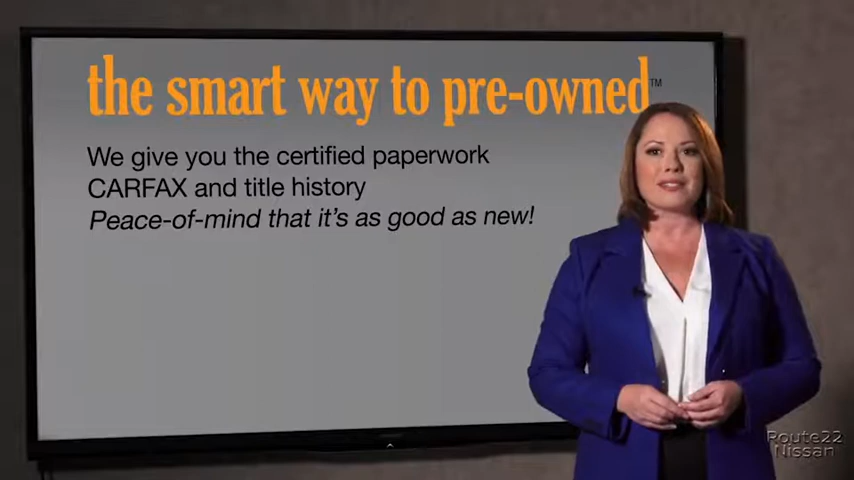 the smart way to pre-owned™
We give you the certified paperwork
CARFAX and title history
Peace-of-mind that it's as good as new!
Route22
Nissan